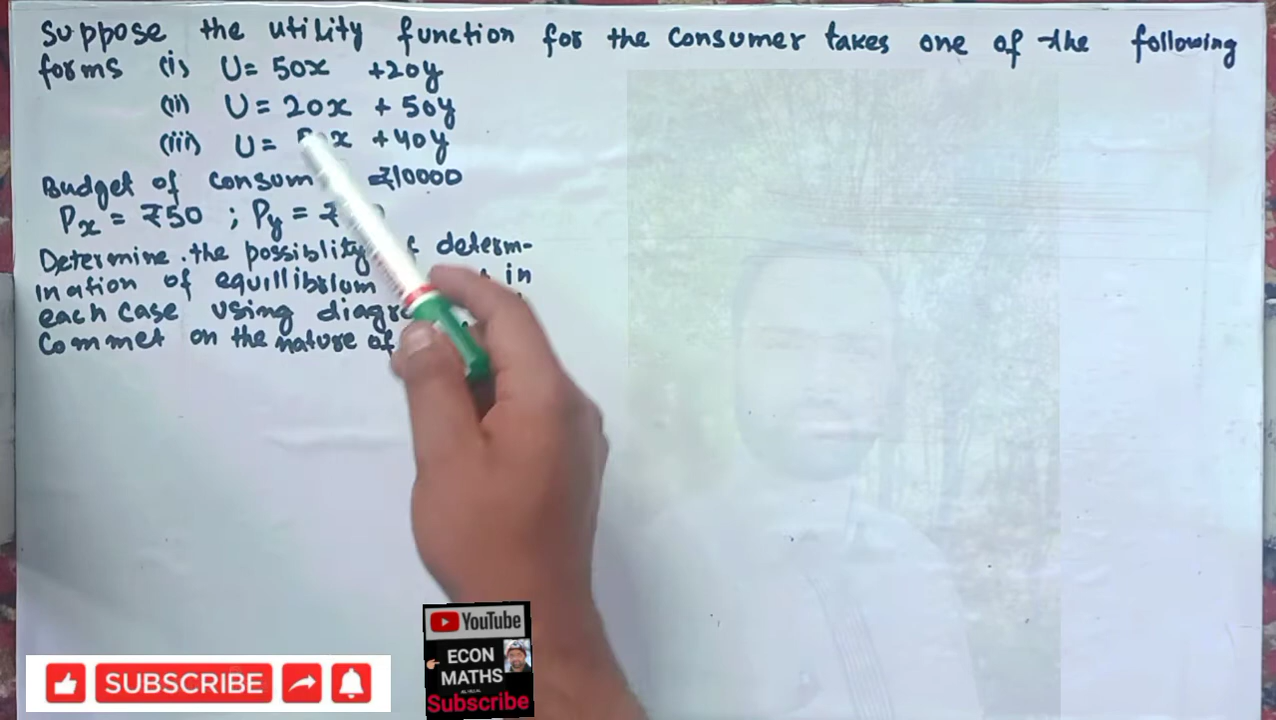 Suppose the utility function for the consumer takes one of the following
forms (i) U= 50x +20y
(ii) U = 20x + 50y
(iii) U = x +40y
Budget of consum =₹10000
Px = ₹50 ; Py = ₹
Determine .the possiblity determ-
ination of equillibrium in
each case using diagr
Commet on the nature of
YouTube
ECON
MATHS
Subscribe
SUBSCRIBE